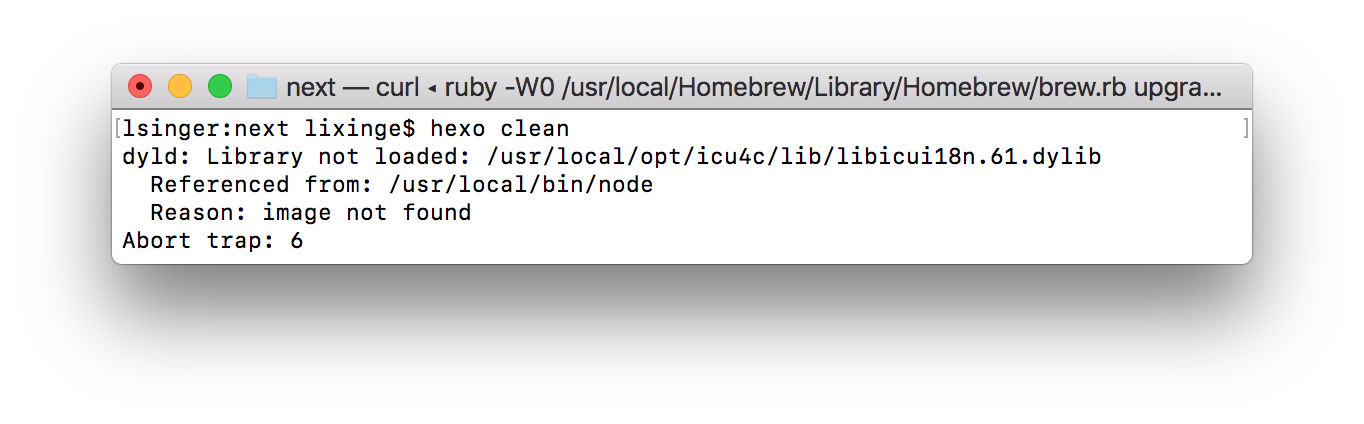 next — curl ◂ ruby -W0 /usr/local/Homebrew/Library/Homebrew/brew.rb upgra...
[lsinger:next lixinge$ hexo clean ]
dyld: Library not loaded: /usr/local/opt/icu4c/lib/libicui18n.61.dylib
  Referenced from: /usr/local/bin/node
  Reason: image not found
Abort trap: 6